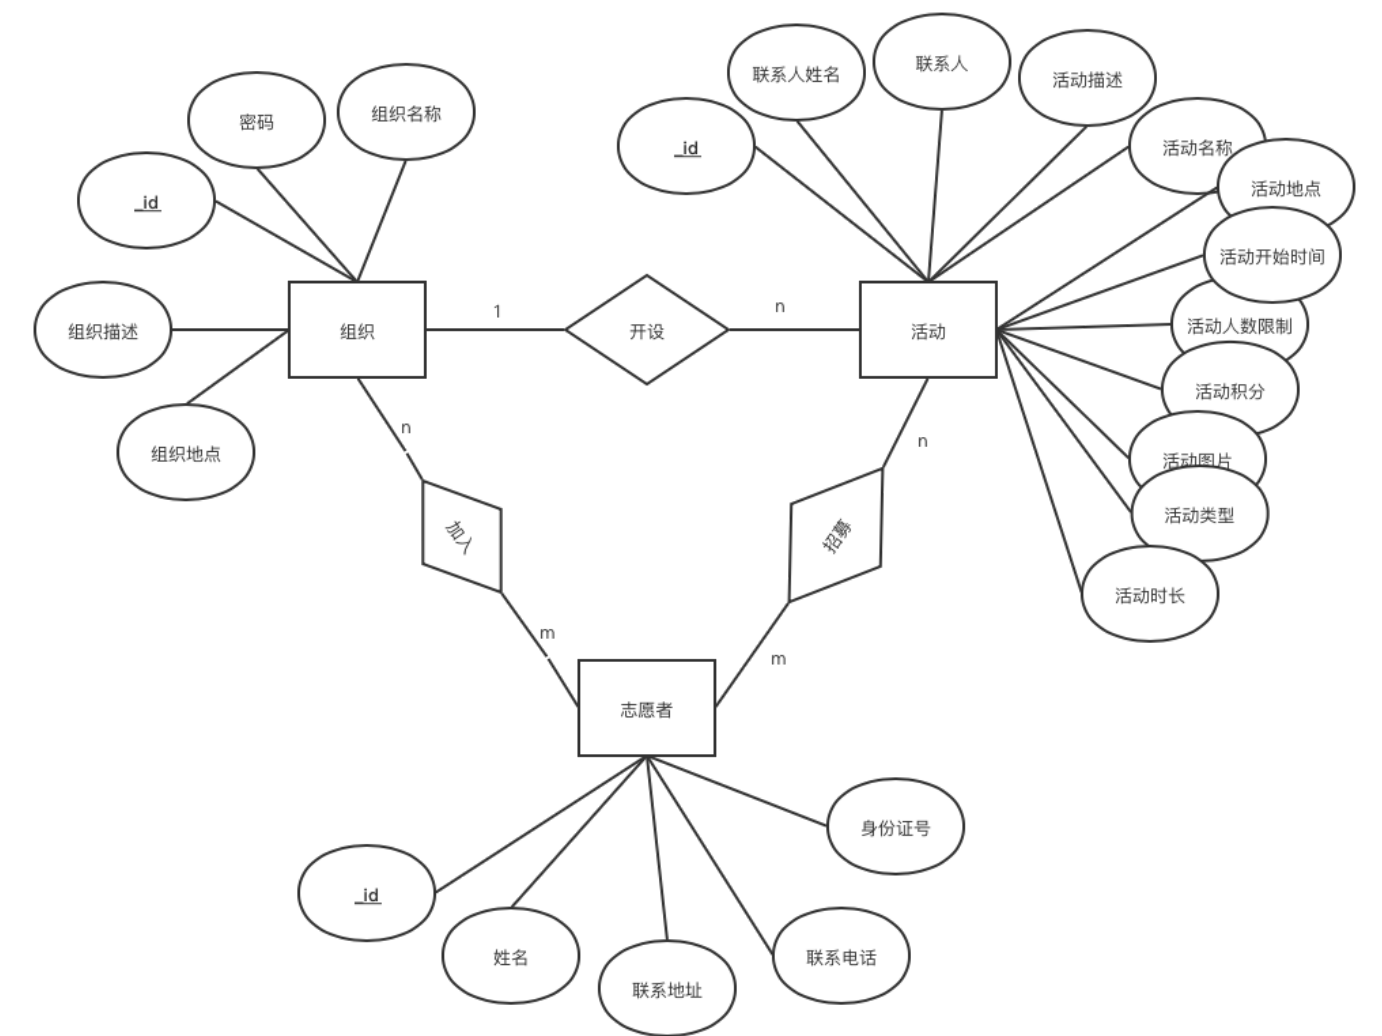 联系人姓名
联系人
活动描述
_id
活动名称
密码
组织名称
_id
活动地点
活动开始时间
组织描述
组织
1
开设
n
活动
活动人数限制
活动积分
组织地点
n
n
活动图片
活动类型
加入
招募
活动时长
m
m
志愿者
身份证号
_id
姓名
联系地址
联系电话